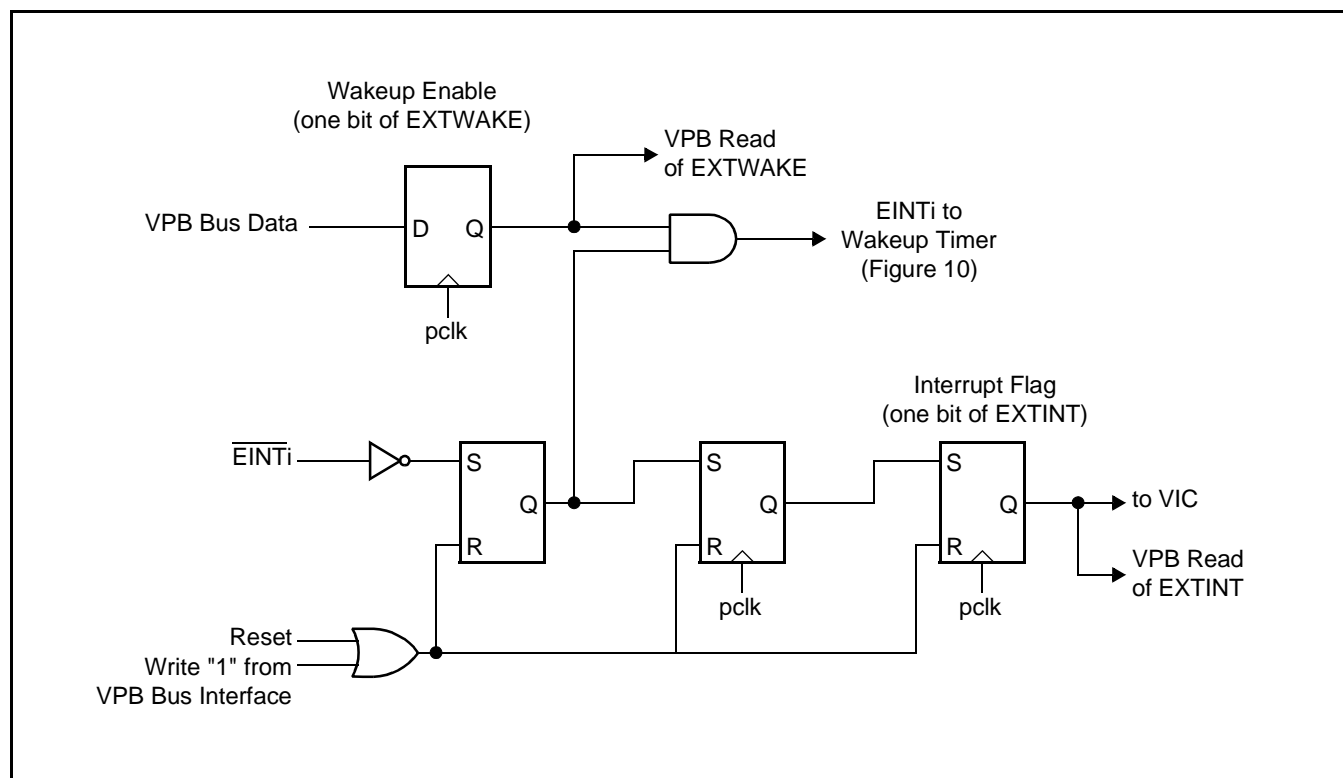 Wakeup Enable
(one bit of EXTWAKE)
VPB Read
of EXTWAKE
VPB Bus Data
D
Q
pclk
EINTi to
Wakeup Timer
(Figure 10)
Interrupt Flag
(one bit of EXTINT)
EINTi
S
Q
R
S
Q
R
pclk
S
Q
R
pclk
to VIC
VPB Read
of EXTINT
Reset
Write "1" from
VPB Bus Interface